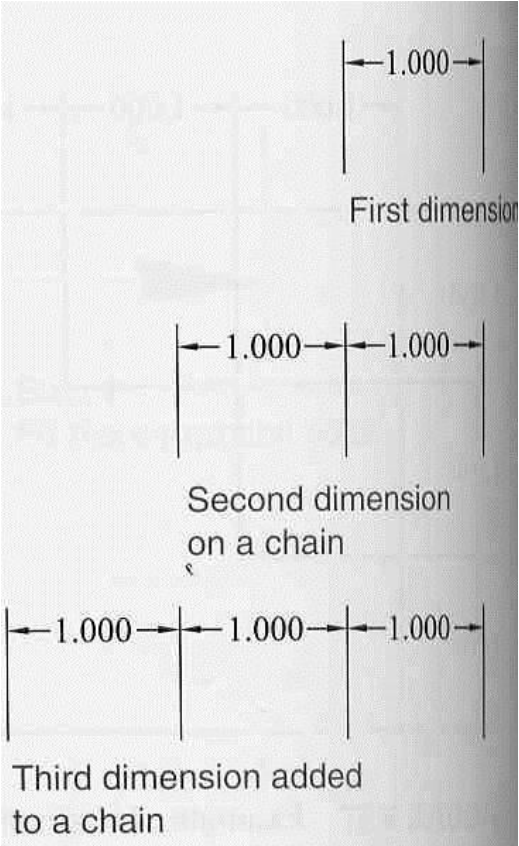 1.000
First dimension
1.000 1.000
Second dimension
on a chain
1.000 1.000 1.000
Third dimension added
to a chain